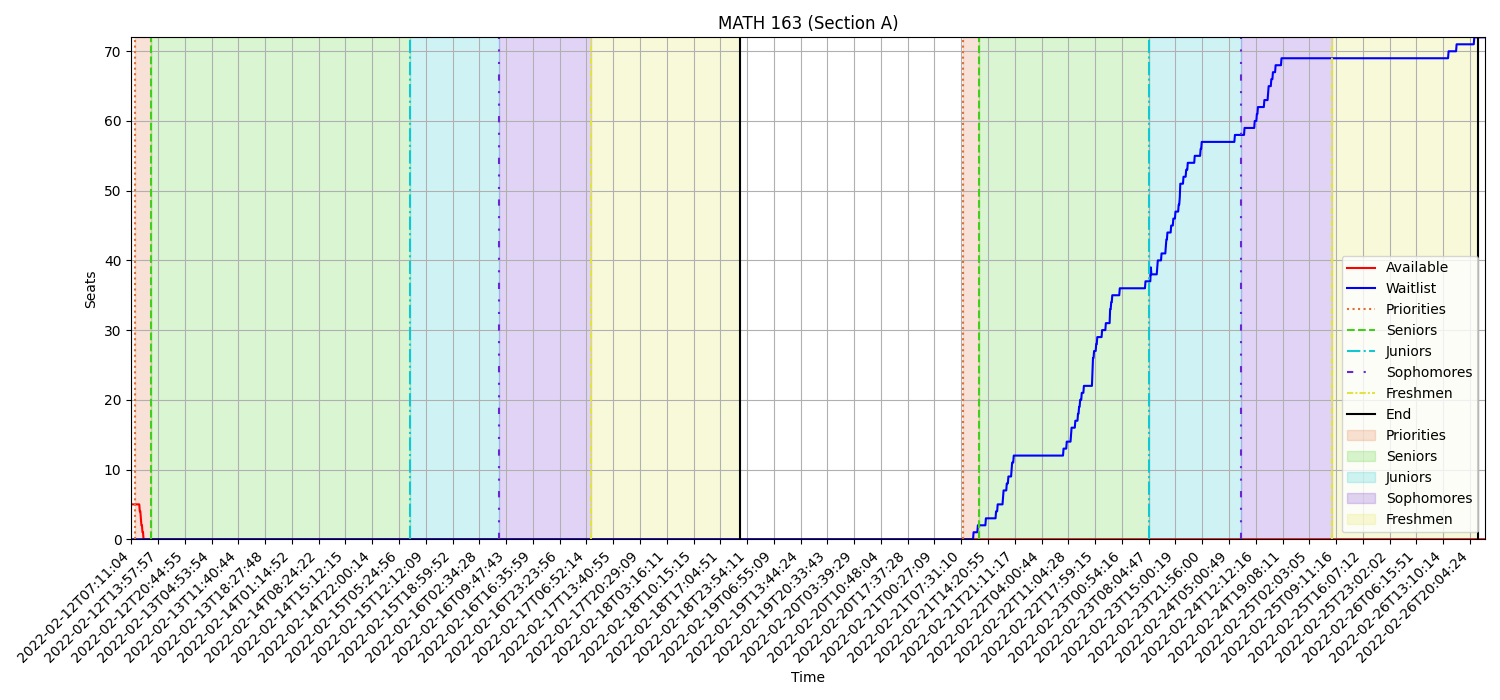 MATH 163 (Section A)
Seats
70
60
50
40
30
20
10
0
Available
Waitlist
Priorities
Seniors
Juniors
Sophomores
Freshmen
End
Priorities
Seniors
Juniors
Sophomores
Freshmen
2022-02-12T07:11:04
2022-02-12T13:57:57
2022-02-12T20:44:55
2022-02-13T04:53:54
2022-02-13T11:40:44
2022-02-13T18:27:48
2022-02-14T01:14:52
2022-02-14T08:24:22
2022-02-14T15:12:15
2022-02-14T22:00:14
2022-02-15T05:24:56
2022-02-15T12:12:09
2022-02-15T18:59:52
2022-02-16T02:34:28
2022-02-16T09:47:43
2022-02-16T16:35:59
2022-02-16T23:23:56
2022-02-17T06:52:14
2022-02-17T13:40:55
2022-02-17T20:29:09
2022-02-18T03:16:11
2022-02-18T10:15:15
2022-02-18T17:04:51
2022-02-18T23:54:11
2022-02-19T06:55:09
2022-02-19T13:44:24
2022-02-19T20:33:43
2022-02-20T03:39:29
2022-02-20T10:48:04
2022-02-20T17:37:28
2022-02-21T00:27:09
2022-02-21T07:31:10
2022-02-21T14:20:55
2022-02-21T21:11:17
2022-02-22T04:00:44
2022-02-22T11:04:28
2022-02-22T17:59:15
2022-02-23T00:54:16
2022-02-23T08:04:47
2022-02-23T15:00:19
2022-02-23T21:56:00
2022-02-24T05:00:49
2022-02-24T12:12:16
2022-02-24T19:08:11
2022-02-25T02:03:05
2022-02-25T09:11:16
2022-02-25T16:07:12
2022-02-25T23:02:02
2022-02-26T06:15:51
2022-02-26T13:10:14
2022-02-26T20:04:24
Time